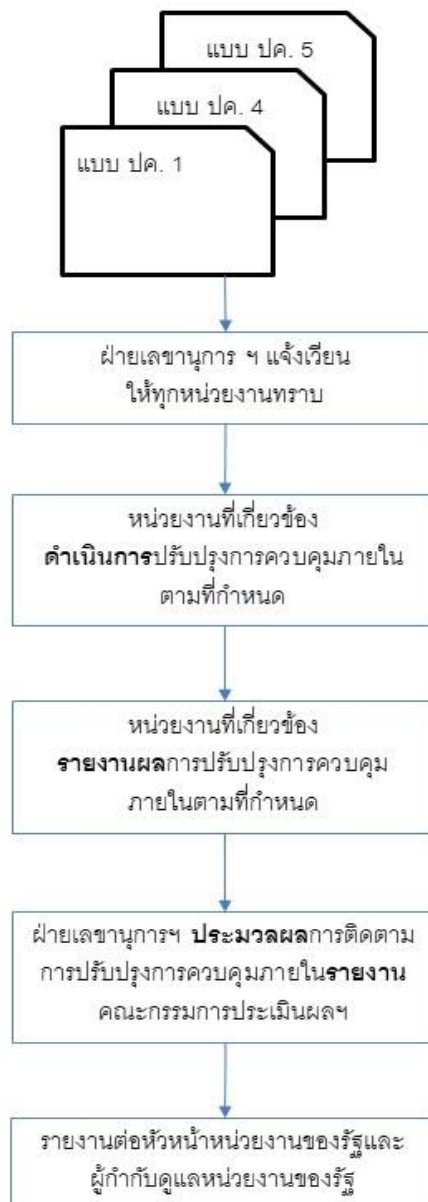 แบบ ปค. 5
แบบ ปค. 4
แบบ ปค. 1
ฝ่ายเลขานุการ ฯ แจ้งเวียน
ให้ทุกหน่วยงานทราบ
หน่วยงานที่เกี่ยวข้อง
ดำเนินการปรับปรุงการควบคุมภายใน
ตามที่กำหนด
หน่วยงานที่เกี่ยวข้อง
รายงานผลการปรับปรุงการควบคุม
ภายในตามที่กำหนด
ฝ่ายเลขานุการฯ ประมวลผลการติดตาม
การปรับปรุงการควบคุมภายในรายงาน
คณะกรรมการประเมินผลฯ
รายงานต่อหัวหน้าหน่วยงานของรัฐและ
ผู้กำกับดูแลหน่วยงานของรัฐ